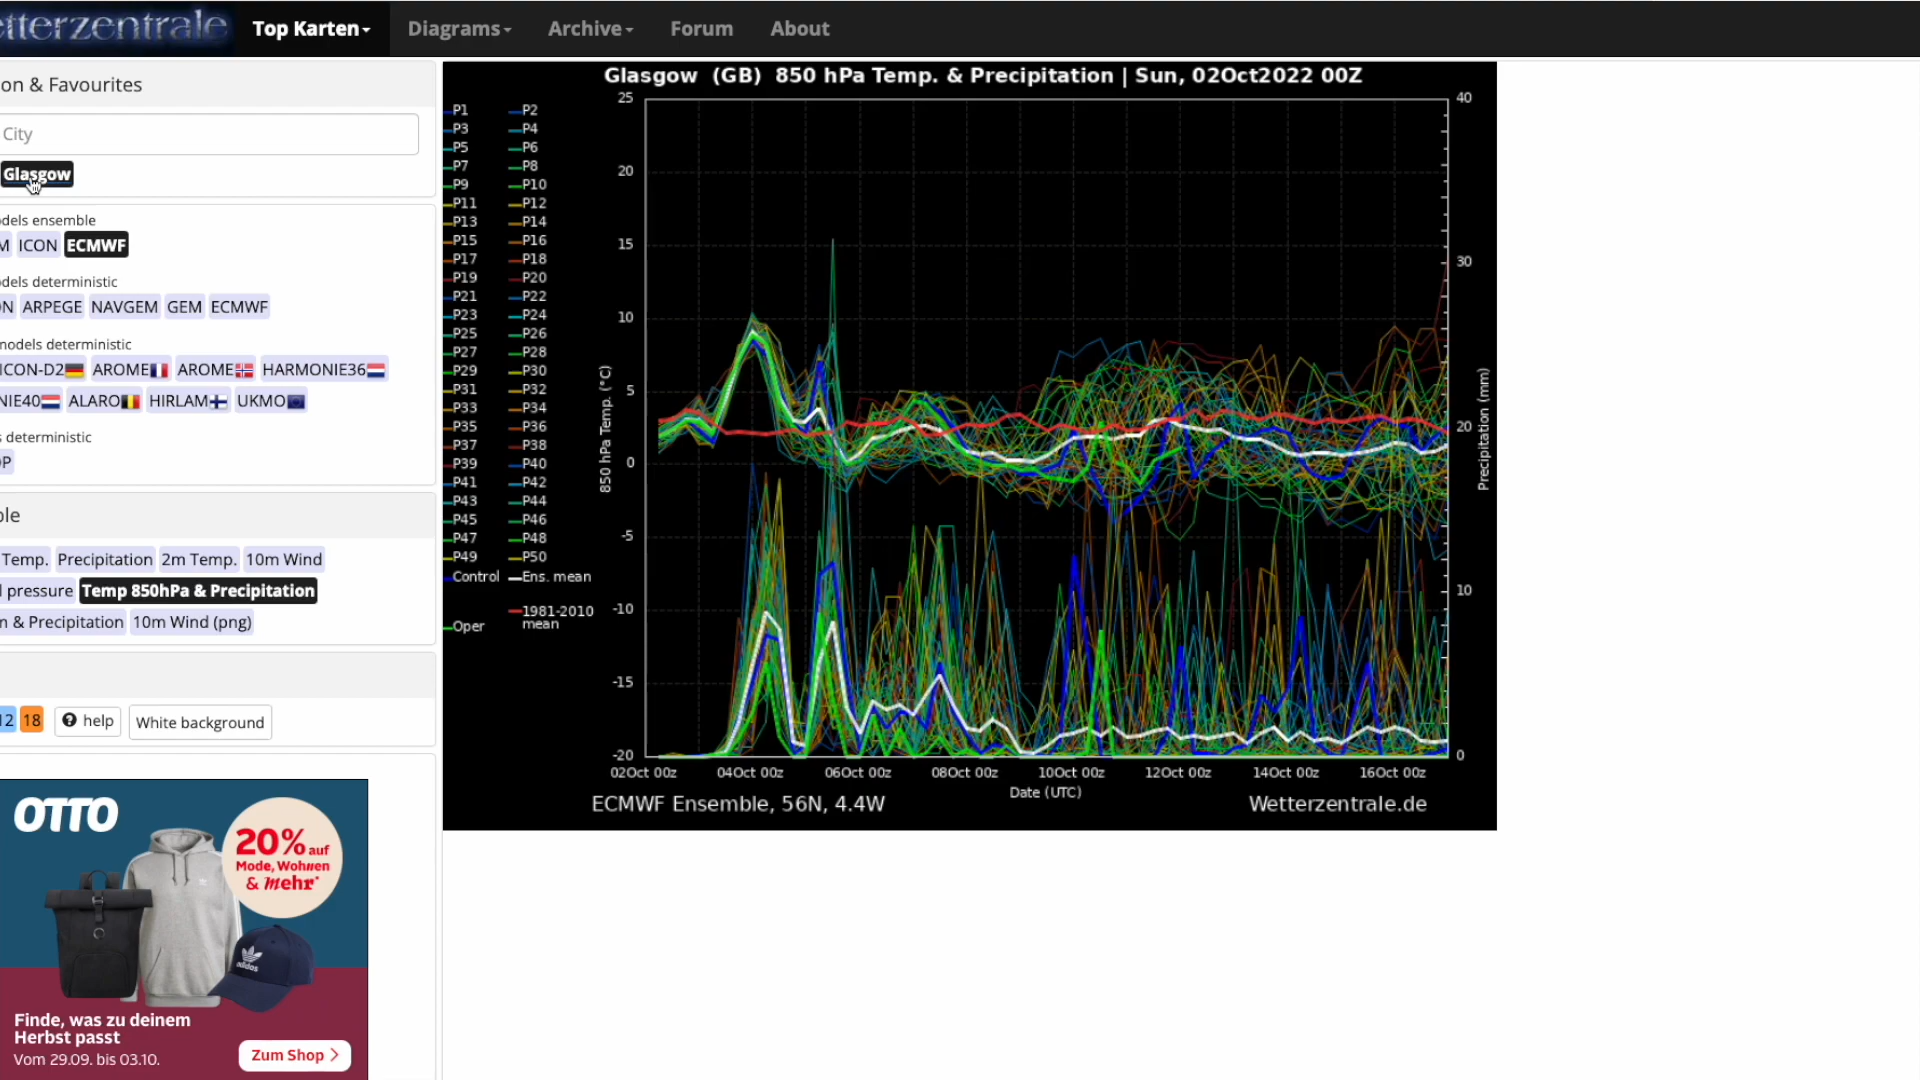 etterzentrale Top Karten Diagrams Archive Forum About
on & Favourites
City
Glasgow
dels ensemble
M ICON ECMWF
dels deterministic
ON ARPEGE NAVGEM GEM ECMWF
models deterministic
ICON-D2 AROME AROME HARMONIE36
NIE40 ALARO HIRLAM UKMO
s deterministic
OP
ble
Temp. Precipitation 2m Temp. 10m Wind
l pressure Temp 850hPa & Precipitation
n & Precipitation 10m Wind (png)
12 18 help White background
OTTO
20% auf
Mode, Wohnen
& Mehr*
adidas
Finde, was zu deinem
Herbst passt
Vom 29.09. bis 03.10.
Zum Shop
Glasgow (GB) 850 hPa Temp. & Precipitation | Sun, 02Oct2022 00Z
P1 P2
P3 P4
P5 P6
P7 P8
P9 P10
P11 P12
P13 P14
P15 P16
P17 P18
P19 P20
P21 P22
P23 P24
P25 P26
P27 P28
P29 P30
P31 P32
P33 P34
P35 P36
P37 P38
P39 P40
P41 P42
P43 P44
P45 P46
P47 P48
P49 P50
Control Ens. mean
1981-2010
mean
Oper
850 hPa Temp. (°C)
25
20
15
10
5
0
-5
-10
-15
-20
40
30
20
10
0
Precipitation (mm)
02Oct 00z 04Oct 00z 06Oct 00z 08Oct 00z 10Oct 00z 12Oct 00z 14Oct 00z 16Oct 00z
Date (UTC)
ECMWF Ensemble, 56N, 4.4W Wetterzentrale.de